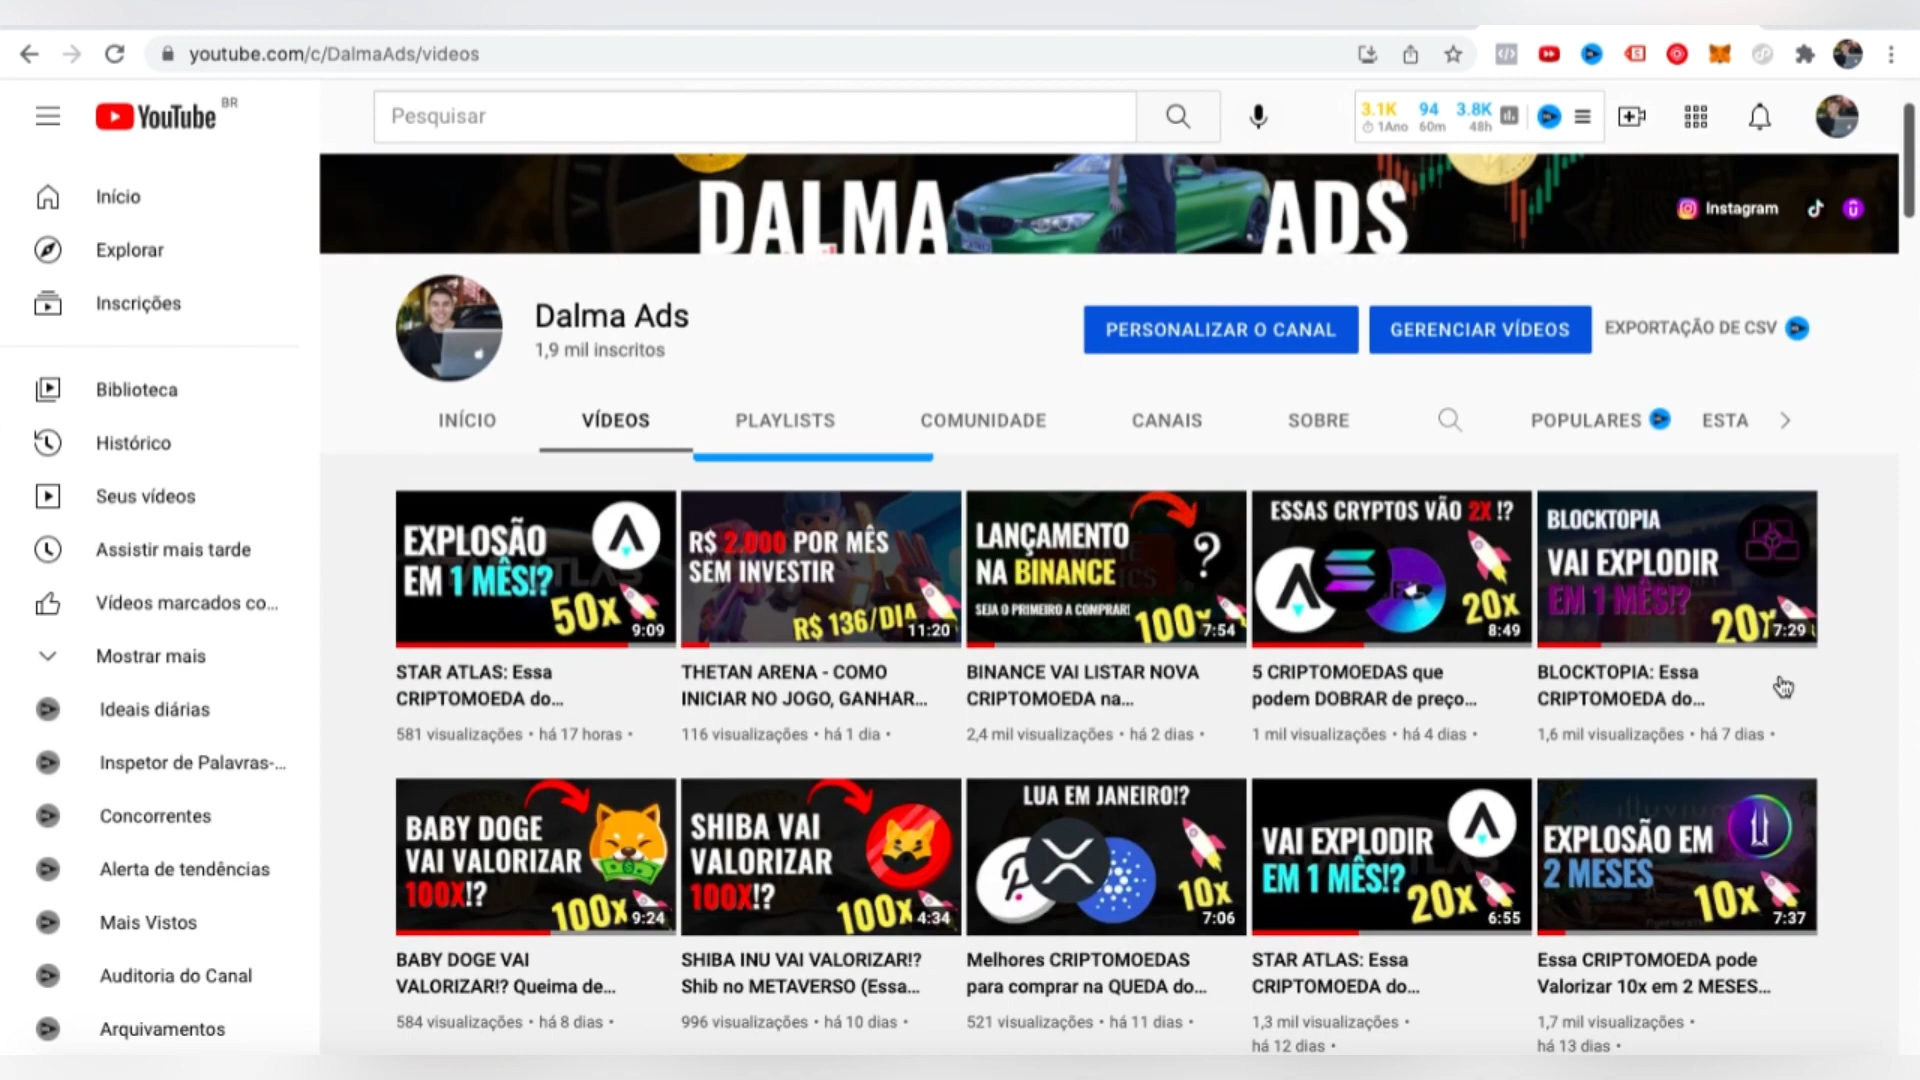 youtube.com/c/DalmaAds/videos
YouTube BR
Pesquisar
3.1K 94 3.8K
1Ano 60m 48h
Início
Explorar
Inscrições
Biblioteca
Histórico
Seus vídeos
Assistir mais tarde
Vídeos marcados co...
Mostrar mais
Ideais diárias
Inspetor de Palavras-...
Concorrentes
Alerta de tendências
Mais Vistos
Auditoria do Canal
Arquivamentos
DALMA ADS
Instagram
Dalma Ads
1,9 mil inscritos
PERSONALIZAR O CANAL
GERENCIAR VÍDEOS
EXPORTAÇÃO DE CSV
INÍCIO VÍDEOS PLAYLISTS COMUNIDADE CANAIS SOBRE POPULARES ESTA
EXPLOSÃO
EM 1 MÊS!?
50x
9:09
STAR ATLAS: Essa
CRIPTOMOEDA do...
581 visualizações • há 17 horas •
R$ 2.000 POR MÊS
SEM INVESTIR
R$ 136/DIA
11:20
THETAN ARENA - COMO
INICIAR NO JOGO, GANHAR...
116 visualizações • há 1 dia •
LANÇAMENTO
NA BINANCE
?
SEJA O PRIMEIRO A COMPRAR!
100x
7:54
BINANCE VAI LISTAR NOVA
CRIPTOMOEDA na...
2,4 mil visualizações • há 2 dias •
ESSAS CRYPTOS VÃO 2X !?
20x
8:49
5 CRIPTOMOEDAS que
podem DOBRAR de preço...
1 mil visualizações • há 4 dias •
BLOCKTOPIA
VAI EXPLODIR
EM 1 MÊS!?
20x
7:29
BLOCKTOPIA: Essa
CRIPTOMOEDA do...
1,6 mil visualizações • há 7 dias •
BABY DOGE
VAI VALORIZAR
100X!?
100x
9:24
BABY DOGE VAI
VALORIZAR!? Queima de...
584 visualizações • há 8 dias •
SHIBA VAI
VALORIZAR
100X!?
100x
4:34
SHIBA INU VAI VALORIZAR!?
Shib no METAVERSO (Essa...
996 visualizações • há 10 dias •
LUA EM JANEIRO!?
10x
7:06
Melhores CRIPTOMOEDAS
para comprar na QUEDA do...
521 visualizações • há 11 dias •
VAI EXPLODIR
EM 1 MÊS!?
20x
6:55
STAR ATLAS: Essa
CRIPTOMOEDA do...
1,3 mil visualizações •
há 12 dias •
EXPLOSÃO EM
2 MESES
10x
7:37
Essa CRIPTOMOEDA pode
Valorizar 10x em 2 MESES...
1,7 mil visualizações •
há 13 dias •